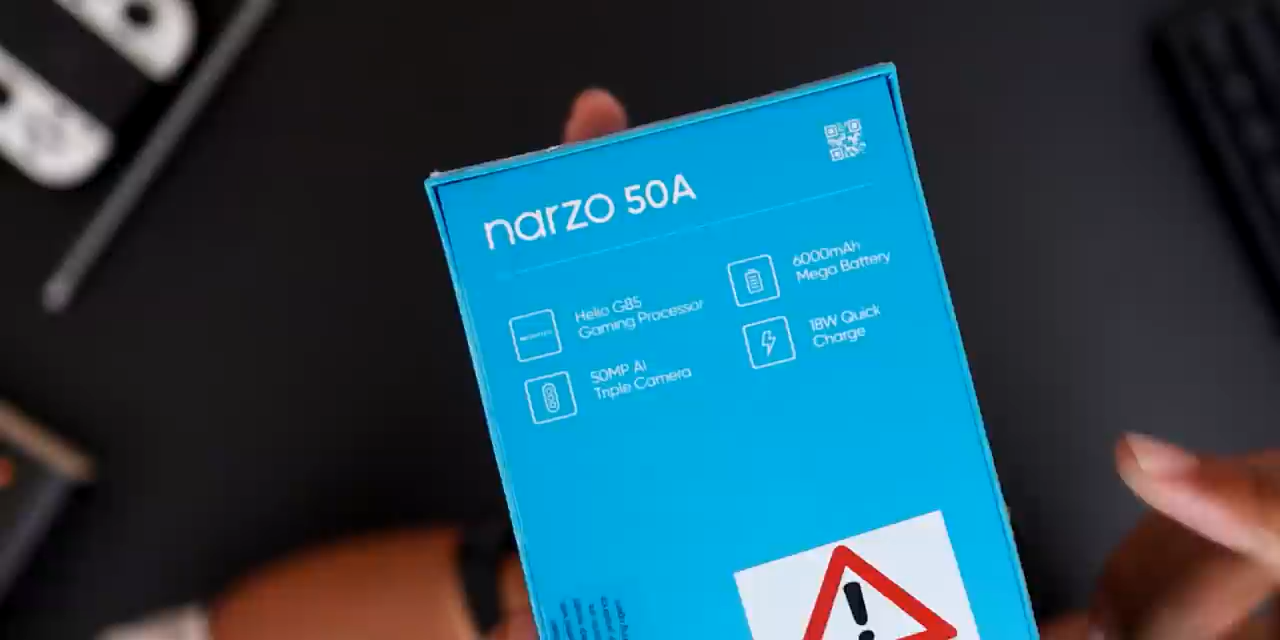 narzo 50A
Helio G85
Gaming Processor
50MP AI
Triple Camera
6000mAh
Mega Battery
18W Quick
Charge